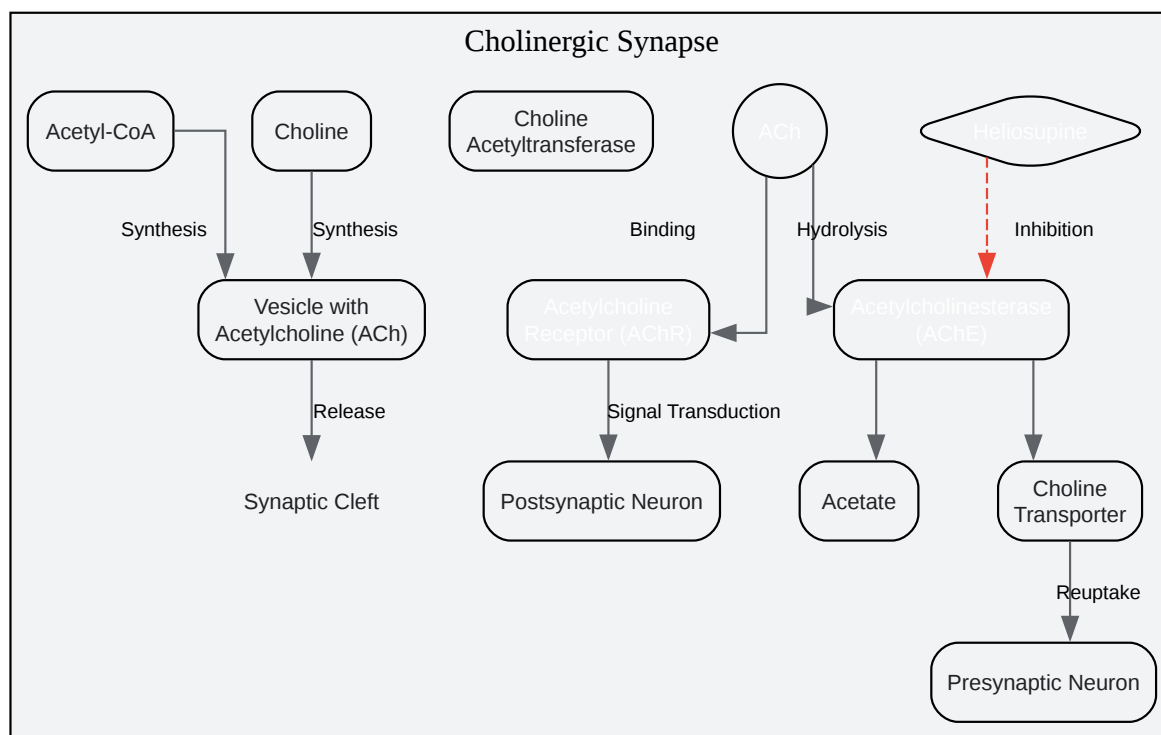 Cholinergic Synapse
Acetyl-CoA
Choline
Choline
Acetyltransferase
ACh
Heliosupine
Synthesis
Synthesis
Binding
Hydrolysis
Inhibition
Vesicle with
Acetylcholine (ACh)
Acetylcholine
Receptor (AChR)
Acetylcholinesterase
(AChE)
Release
Signal Transduction
Synaptic Cleft
Postsynaptic Neuron
Acetate
Choline
Transporter
Reuptake
Presynaptic Neuron